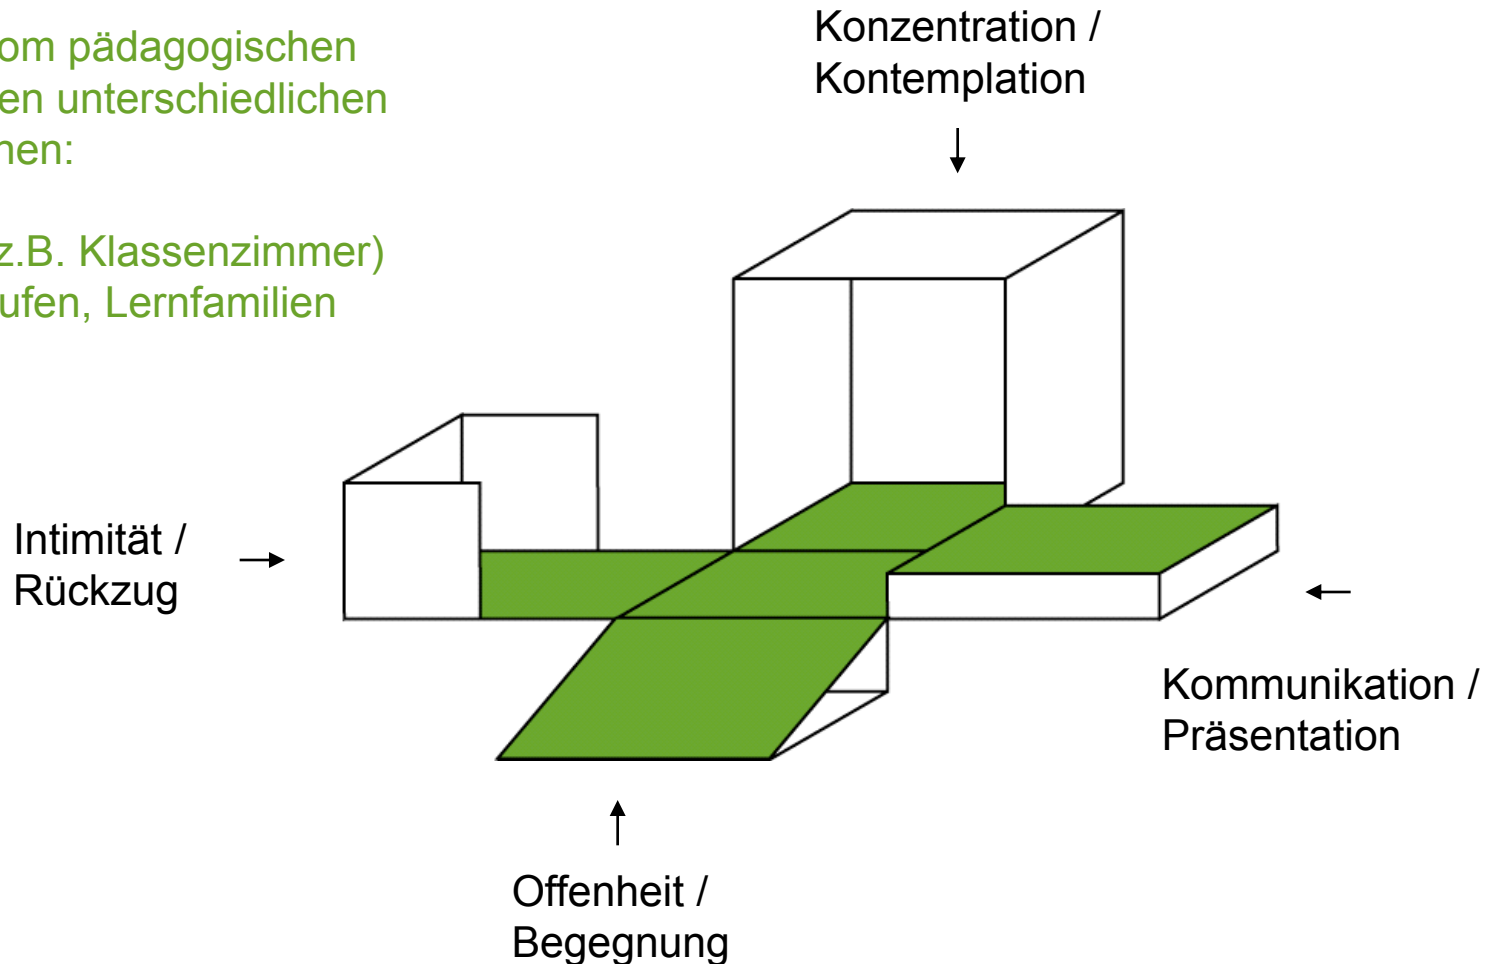 om pädagogischen
en unterschiedlichen
nen:
z.B. Klassenzimmer)
ufen, Lernfamilien
Konzentration /
Kontemplation
Intimität /
Rückzug
Kommunikation /
Präsentation
Offenheit /
Begegnung